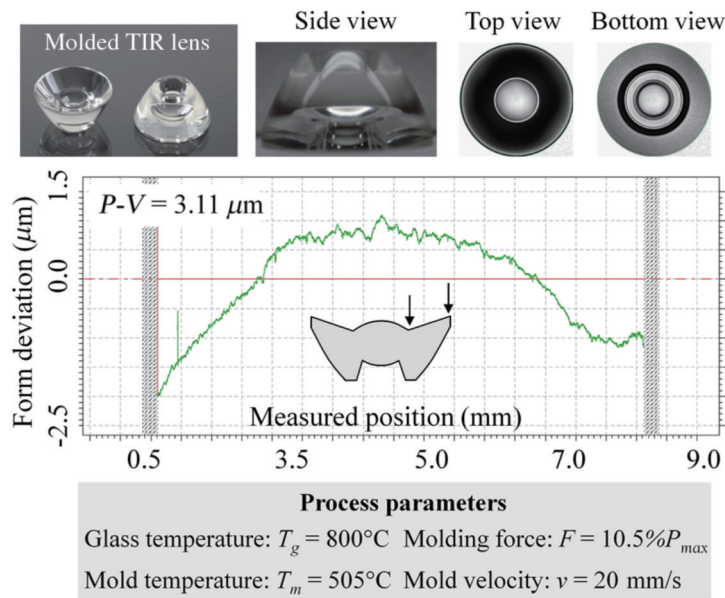 Molded TIR lens
Side view
Top view
Bottom view
P-V = 3.11 μm
Form deviation (μm)
1.5
0.0
-2.5
Measured position (mm)
0.5 3.5 5.0 7.0 9.0
Process parameters
Glass temperature: Tg = 800°C Molding force: F = 10.5%Pmax
Mold temperature: Tm = 505°C Mold velocity: v = 20 mm/s